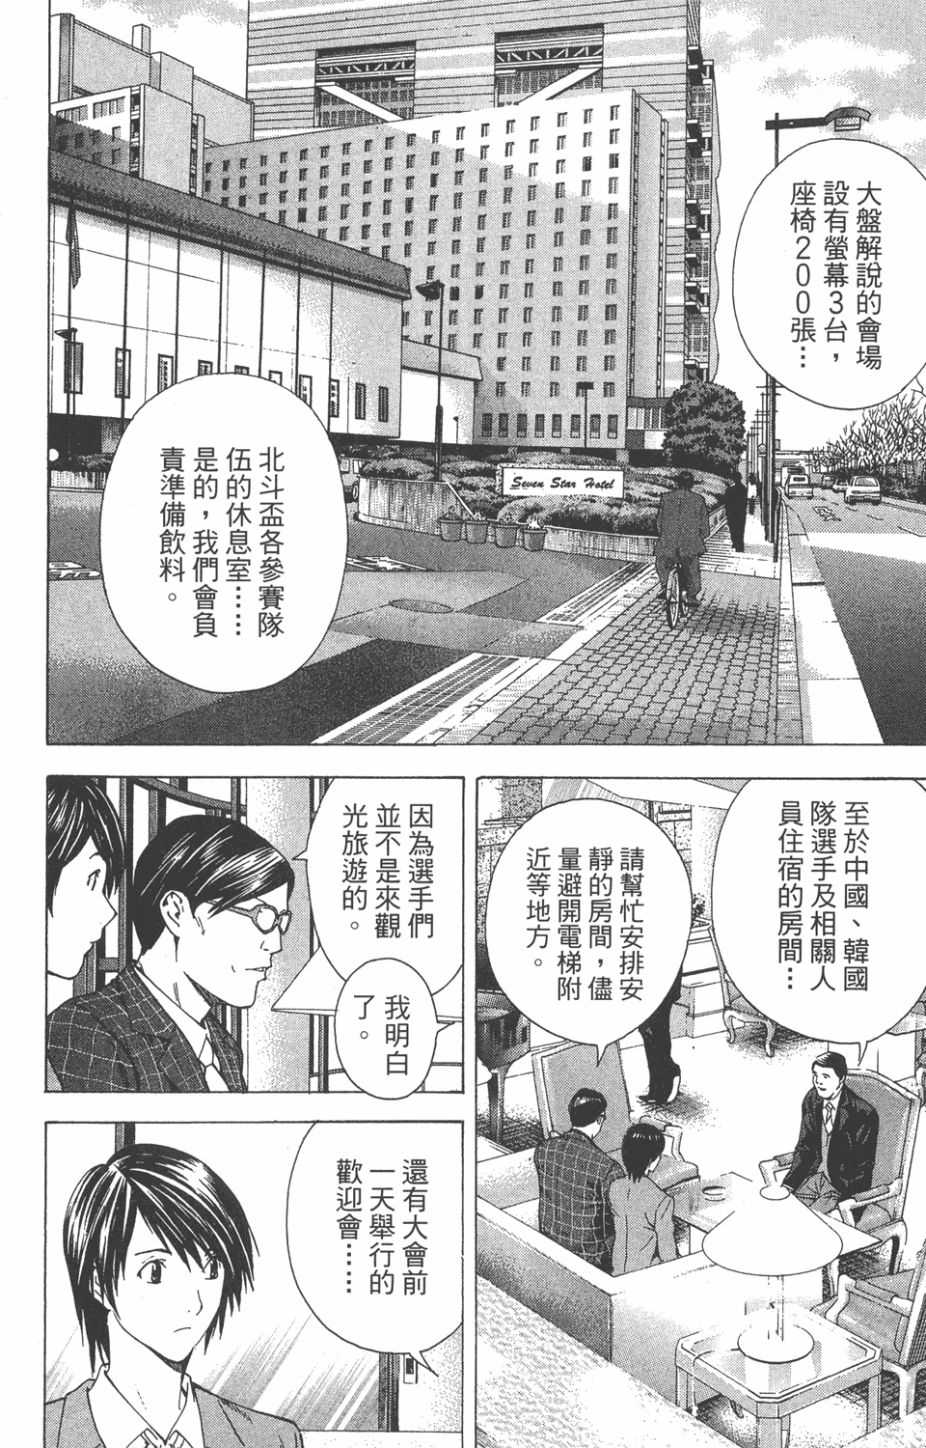 大盤解說的會場
設有螢幕3台，
座椅200張…
北斗盃各參賽隊
伍的休息室……
是的，我們會負
責準備飲料。
Seven Star Hotel
至於中國、韓國
隊選手及相關人
員住宿的房間…
請幫忙安排安
靜的房間，儘
量避開電梯附
近等地方。
因為選手們
並不是來觀
光旅遊的。
我明白
了。
還有大會前
一天舉行的
歡迎會……